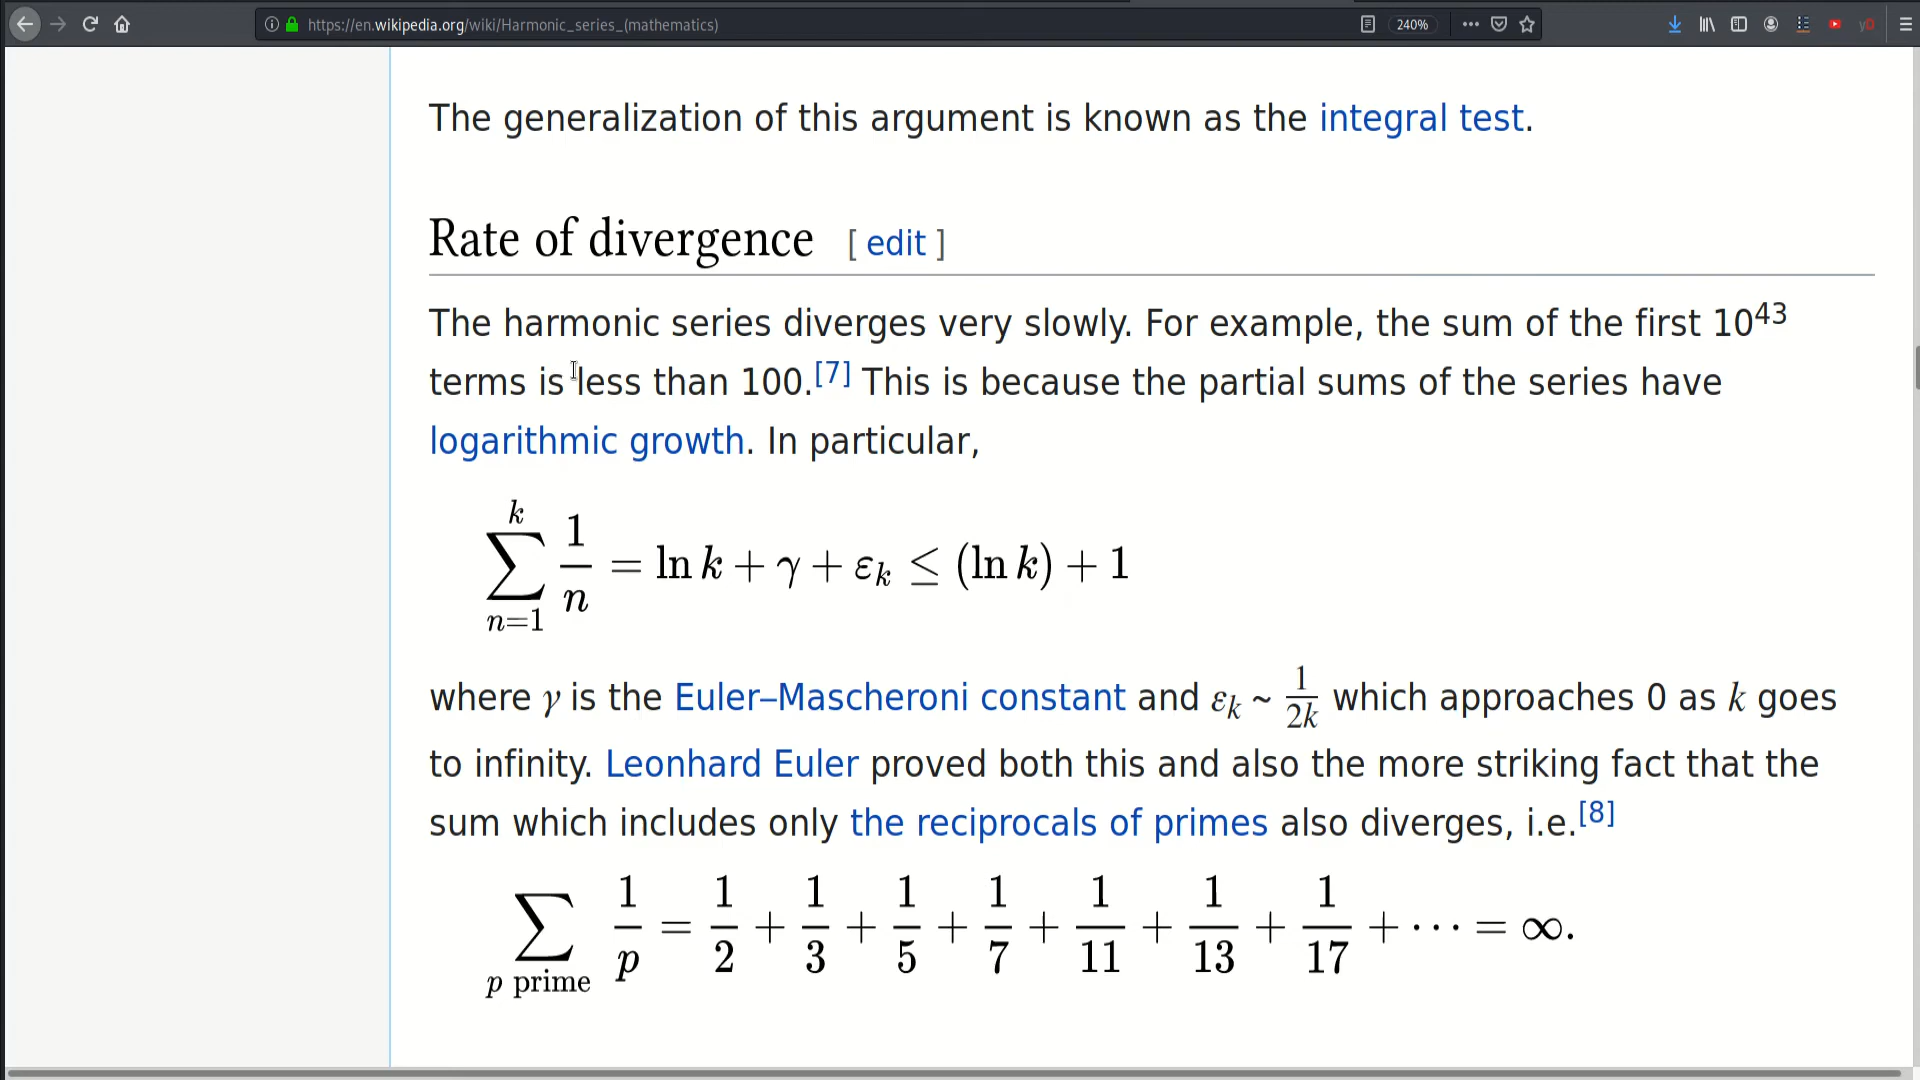 https://en.wikipedia.org/wiki/Harmonic_series_(mathematics) 240%
The generalization of this argument is known as the integral test.
Rate of divergence [ edit ]
The harmonic series diverges very slowly. For example, the sum of the first 10^43
terms is less than 100.[7] This is because the partial sums of the series have
logarithmic growth. In particular,
∑_{n=1}^{k} 1/n = ln k + γ + ε_k ≤ (ln k) + 1
where γ is the Euler–Mascheroni constant and ε_k ~ 1/2k which approaches 0 as k goes
to infinity. Leonhard Euler proved both this and also the more striking fact that the
sum which includes only the reciprocals of primes also diverges, i.e.[8]
∑_{p prime} 1/p = 1/2 + 1/3 + 1/5 + 1/7 + 1/11 + 1/13 + 1/17 + ⋯ = ∞.